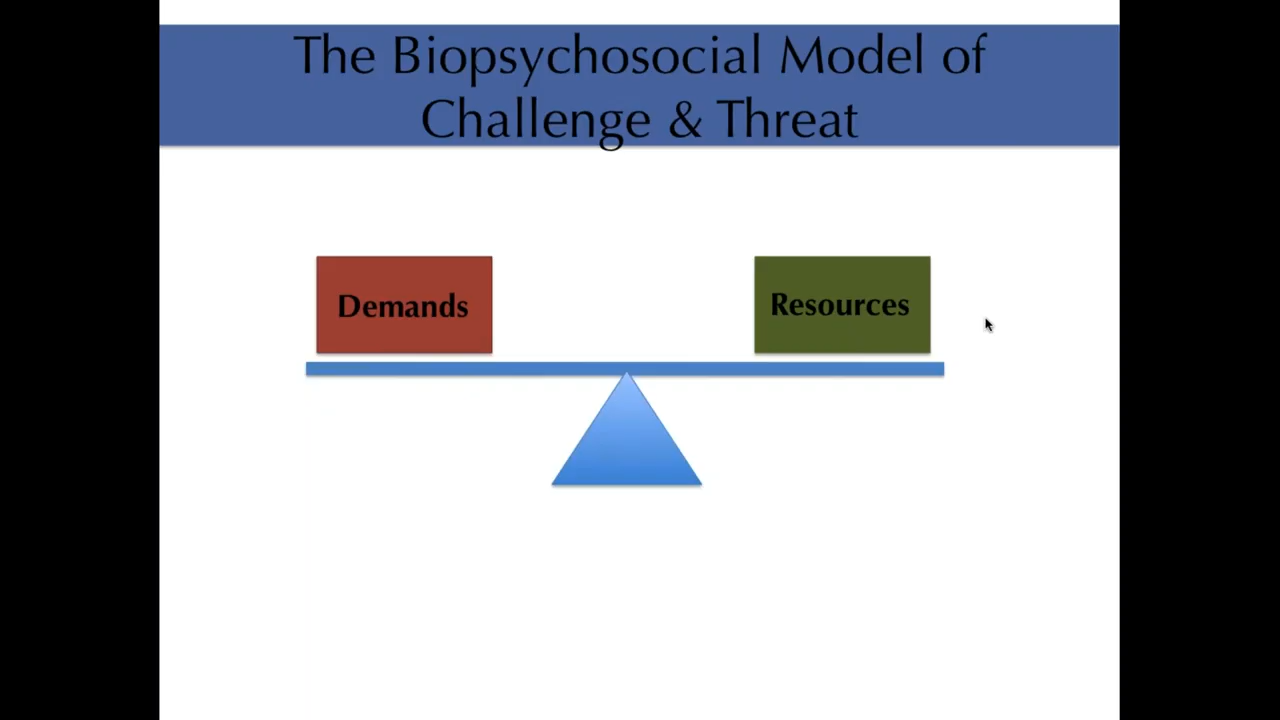 The Biopsychosocial Model of
Challenge & Threat
Demands
Resources